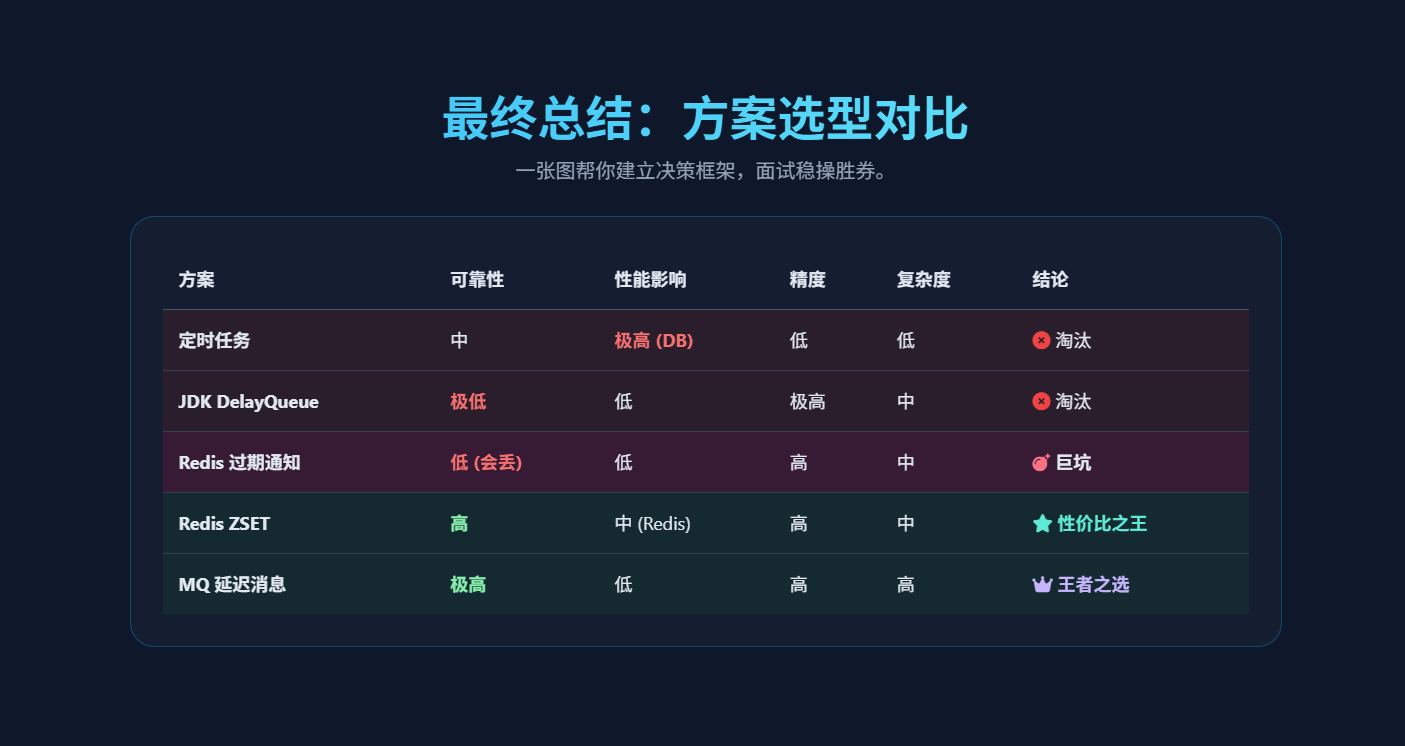 最终总结：方案选型对比
一张图帮你建立决策框架，面试稳操胜券。
方案 可靠性 性能影响 精度 复杂度 结论
定时任务 中 极高 (DB) 低 低 淘汰
JDK DelayQueue 极低 低 极高 中 淘汰
Redis 过期通知 低 (会丢) 低 高 中 巨坑
Redis ZSET 高 中 (Redis) 高 中 性价比之王
MQ 延迟消息 极高 低 高 高 王者之选